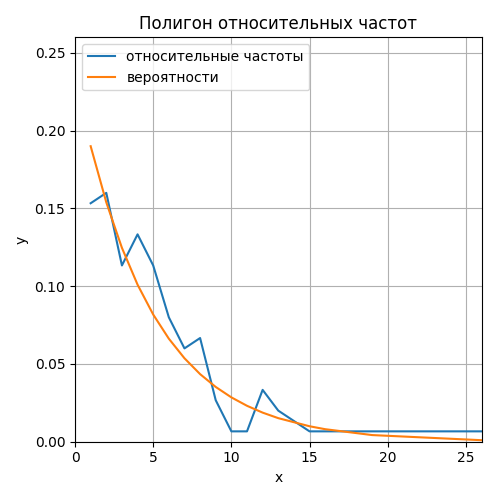 Полигон относительных частот
относительные частоты
вероятности
y
0.25
0.20
0.15
0.10
0.05
0.00
0 5 10 15 20 25
x